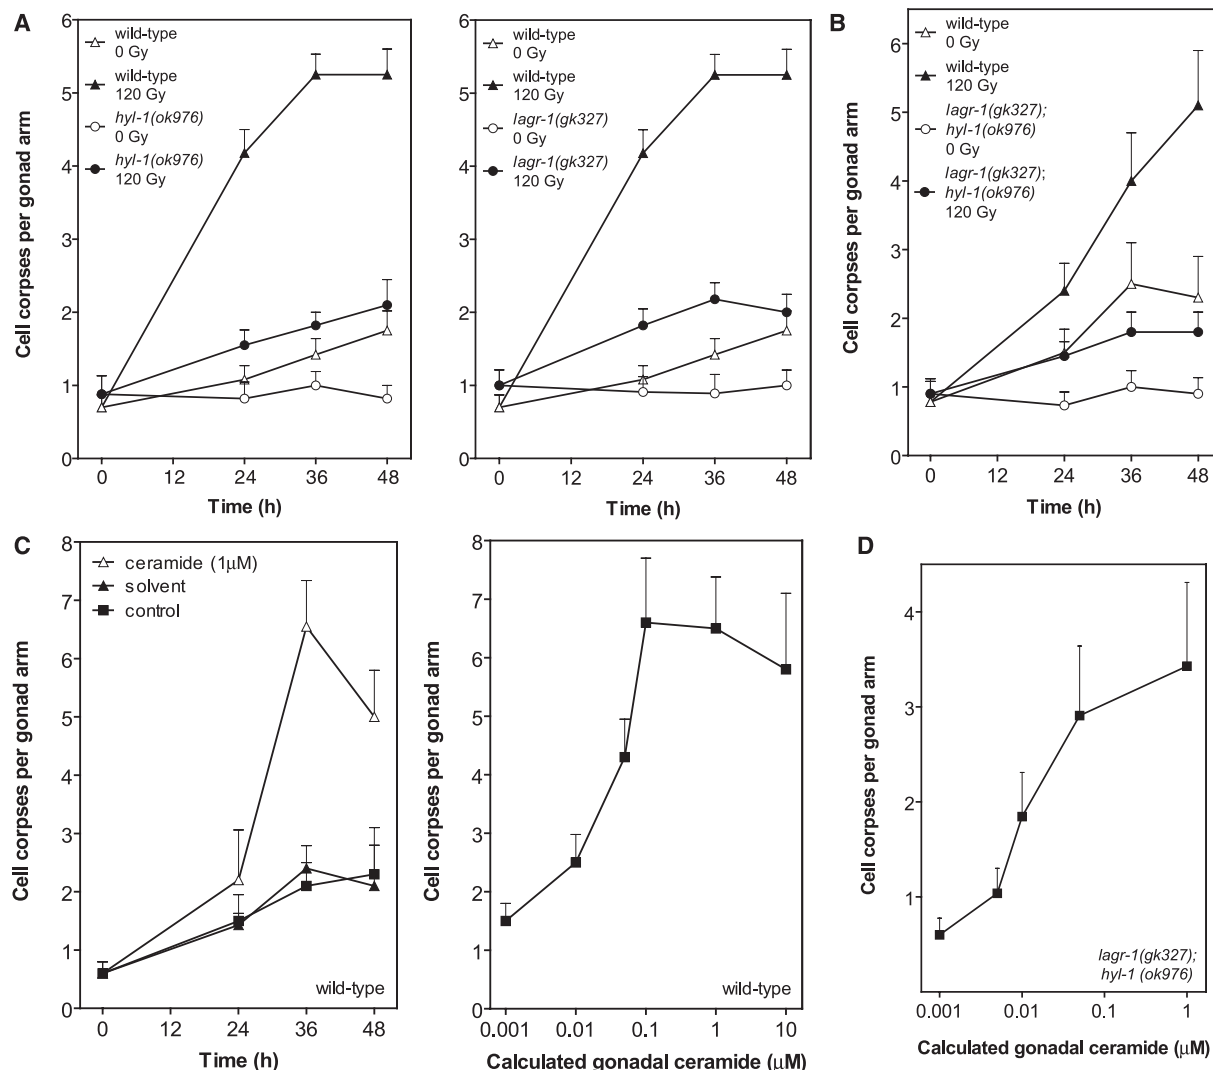 A
6
5
4
3
2
1
0
wild-type
0 Gy
wild-type
120 Gy
hyl-1(ok976)
0 Gy
hyl-1(ok976)
120 Gy
Cell corpses per gonad arm
0 12 24 36 48
Time (h)
6
5
4
3
2
1
0
wild-type
0 Gy
wild-type
120 Gy
lagr-1(gk327)
0 Gy
lagr-1(gk327)
120 Gy
0 12 24 36 48
Time (h)
B
6
5
4
3
2
1
0
wild-type
0 Gy
wild-type
120 Gy
lagr-1(gk327);
hyl-1(ok976)
0 Gy
lagr-1(gk327);
hyl-1(ok976)
120 Gy
Cell corpses per gonad arm
0 12 24 36 48
Time (h)
C
8
7
6
5
4
3
2
1
0
ceramide (1μM)
solvent
control
Cell corpses per gonad arm
wild-type
0 12 24 36 48
Time (h)
8
7
6
5
4
3
2
1
0
Cell corpses per gonad arm
wild-type
0.001 0.01 0.1 1 10
Calculated gonadal ceramide (μM)
D
4
3
2
1
Cell corpses per gonad arm
lagr-1(gk327);
hyl-1 (ok976)
0.001 0.01 0.1 1
Calculated gonadal ceramide (μM)